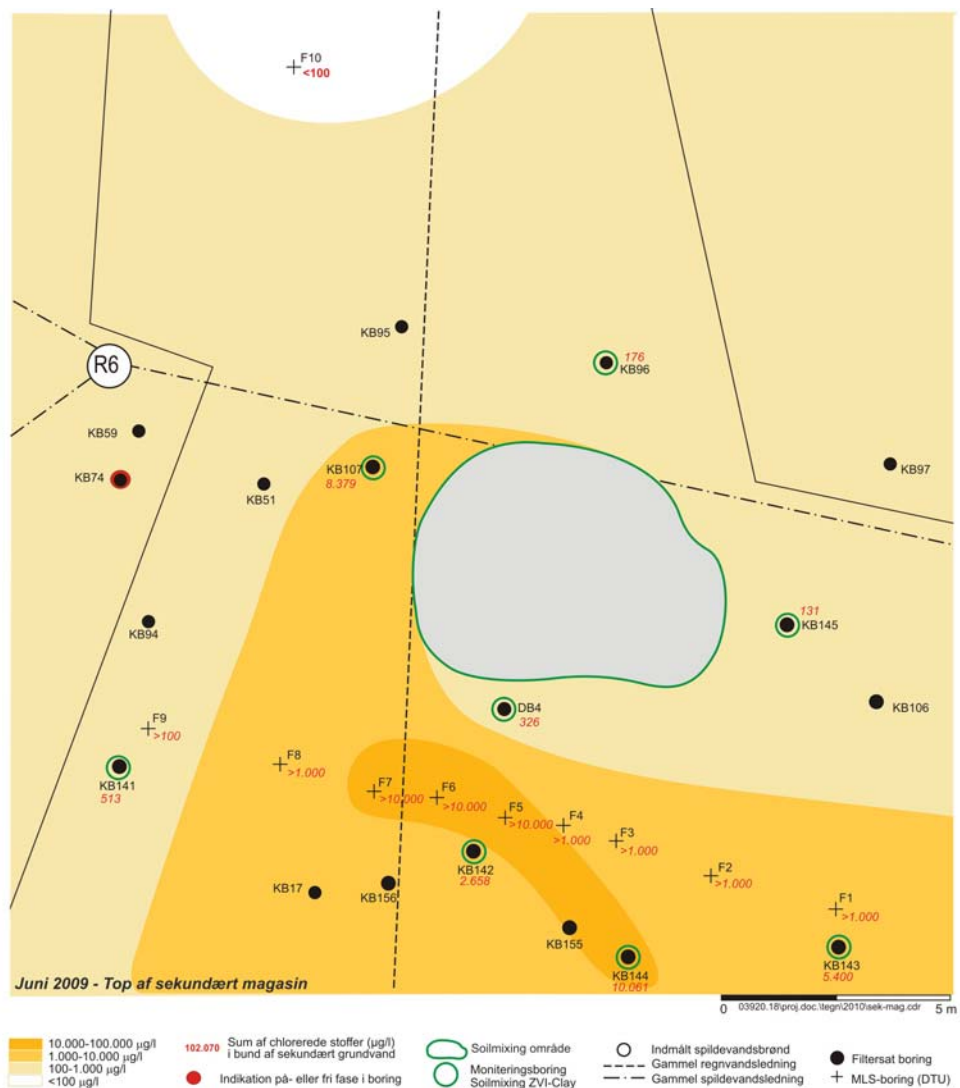 F10
<100
KB95
176
KB96
R6
KB59
KB74
KB51
KB107
8.379
KB97
KB94
131
KB145
DB4
326
KB106
F9
>100
KB141
513
F8
>1.000
F7
>10.000
F6
>10.000
F5
>10.000
F4
>1.000
F3
>1.000
F2
>1.000
F1
>1.000
KB142
2.658
KB17
KB156
KB155
KB144
10.061
KB143
5.400
Juni 2009 - Top af sekundært magasin
0 5 m
03920.18\proj.doc.\tegn\2010\sek-mag.cdr
10.000-100.000 µg/l
1.000-10.000 µg/l
100-1.000 µg/l
<100 µg/l
102.070 Sum af chlorerede stoffer (µg/l)
i bund af sekundært grundvand
Indikation på- eller fri fase i boring
Soilmixing område
Moniteringsboring
Soilmixing ZVI-Clay
Indmålt spildevandsbrønd
Gammel regnvandsledning
Gammel spildevandsledning
Filtersat boring
MLS-boring (DTU)